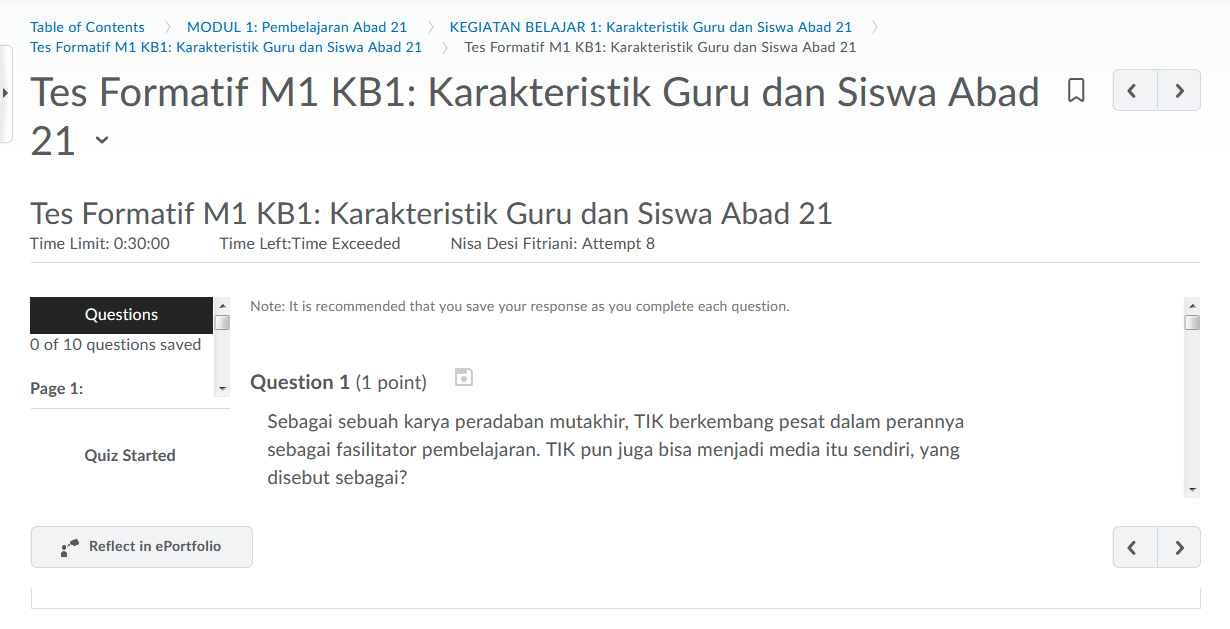 Table of Contents MODUL 1: Pembelajaran Abad 21 KEGIATAN BELAJAR 1: Karakteristik Guru dan Siswa Abad 21
Tes Formatif M1 KB1: Karakteristik Guru dan Siswa Abad 21 Tes Formatif M1 KB1: Karakteristik Guru dan Siswa Abad 21
Tes Formatif M1 KB1: Karakteristik Guru dan Siswa Abad
21
Tes Formatif M1 KB1: Karakteristik Guru dan Siswa Abad 21
Time Limit: 0:30:00 Time Left:Time Exceeded Nisa Desi Fitriani: Attempt 8
Questions
0 of 10 questions saved
Page 1:
Quiz Started
Note: It is recommended that you save your response as you complete each question.
Question 1 (1 point)
Sebagai sebuah karya peradaban mutakhir, TIK berkembang pesat dalam perannya
sebagai fasilitator pembelajaran. TIK pun juga bisa menjadi media itu sendiri, yang
disebut sebagai?
Reflect in ePortfolio